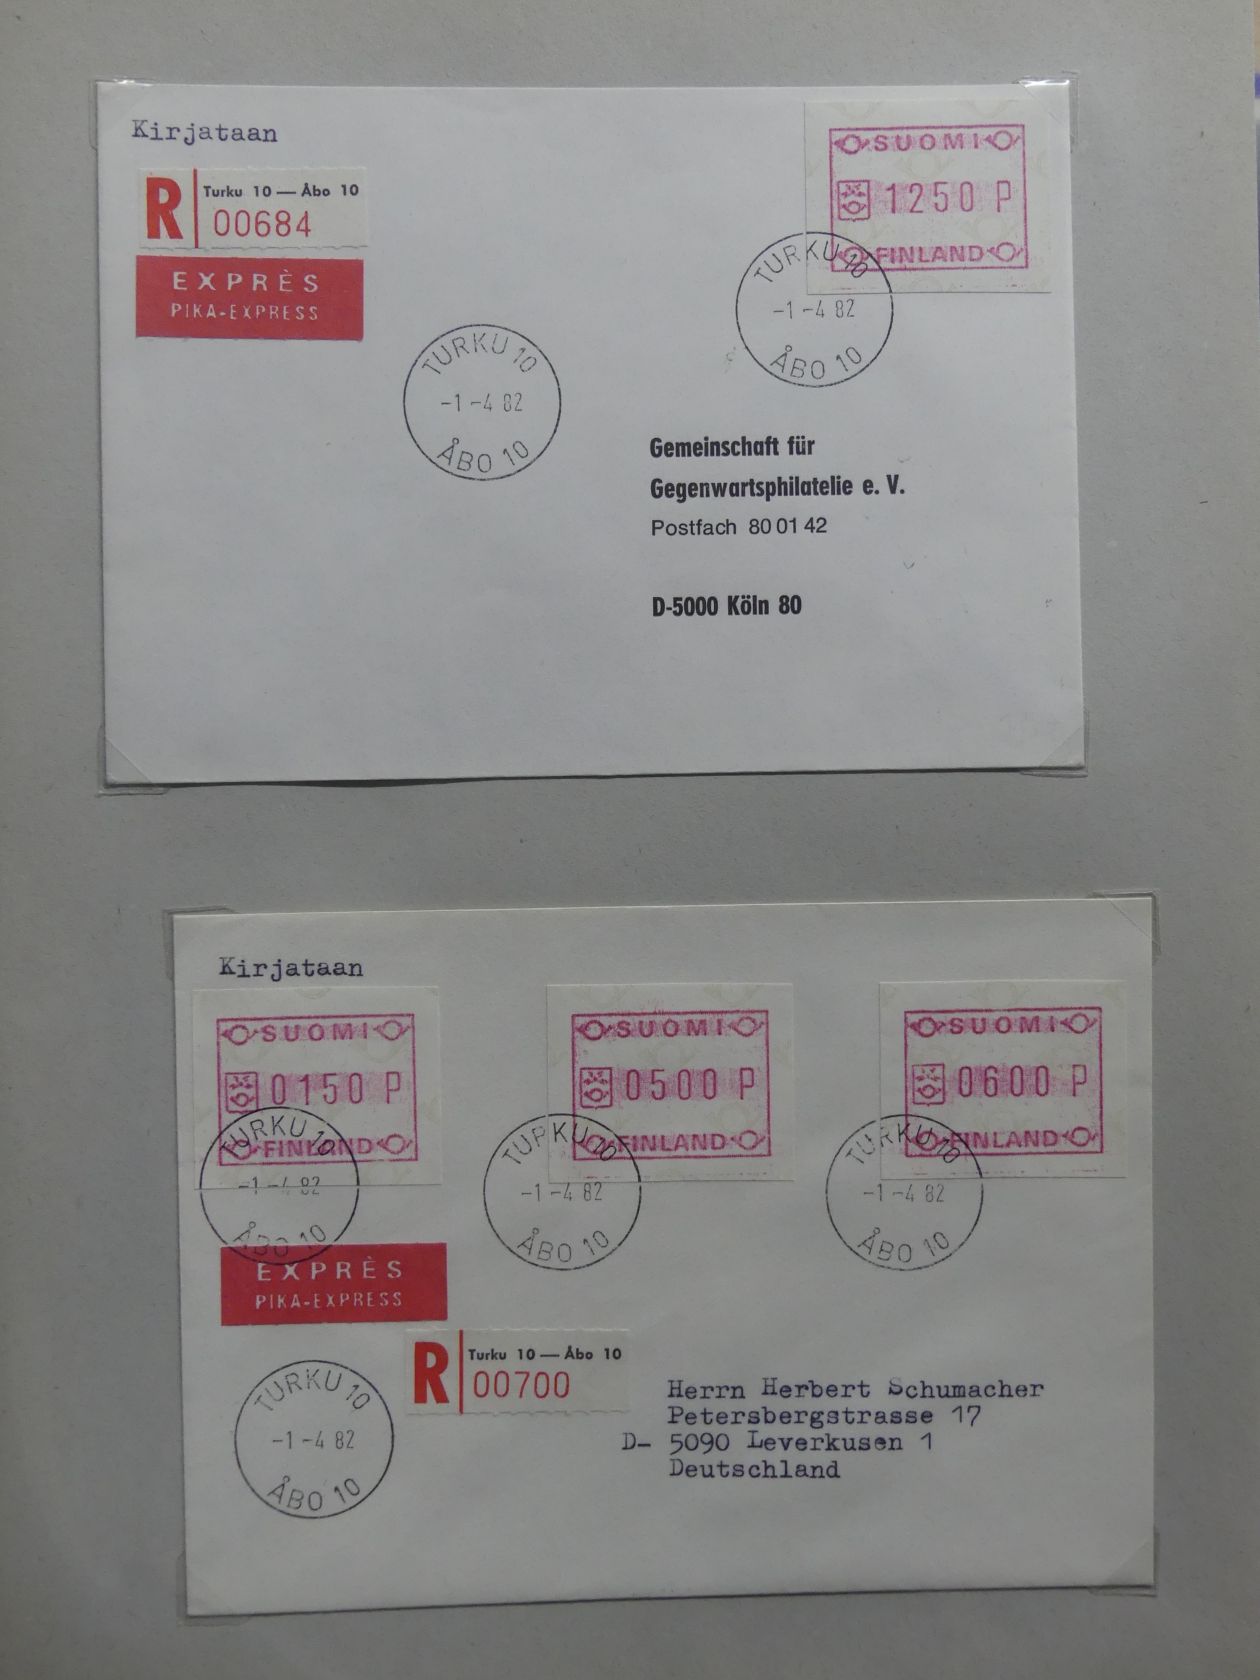 Kirjataan
SUOMI
1250 P
FINLAND
R
Turku 10 — Åbo 10
00684
EXPRÈS
PIKA-EXPRESS
TURKU 10
-1 -4 82
ÅBO 10
TURKU 10
-1 -4 82
ÅBO 10
Gemeinschaft für
Gegenwartsphilatelie e. V.
Postfach 80 01 42
D-5000 Köln 80
Kirjataan
SUOMI
0150 P
FINLAND
SUOMI
0500 P
FINLAND
SUOMI
0600 P
FINLAND
TURKU 10
-1 -4 82
ÅBO 10
TURKU 10
-1 -4 82
ÅBO 10
TURKU 10
-1 -4 82
ÅBO 10
EXPRÈS
PIKA-EXPRESS
R
Turku 10 — Åbo 10
00700
TURKU 10
-1 -4 82
ÅBO 10
Herrn Herbert Schumacher
Petersbergstrasse 17
D- 5090 Leverkusen 1
Deutschland